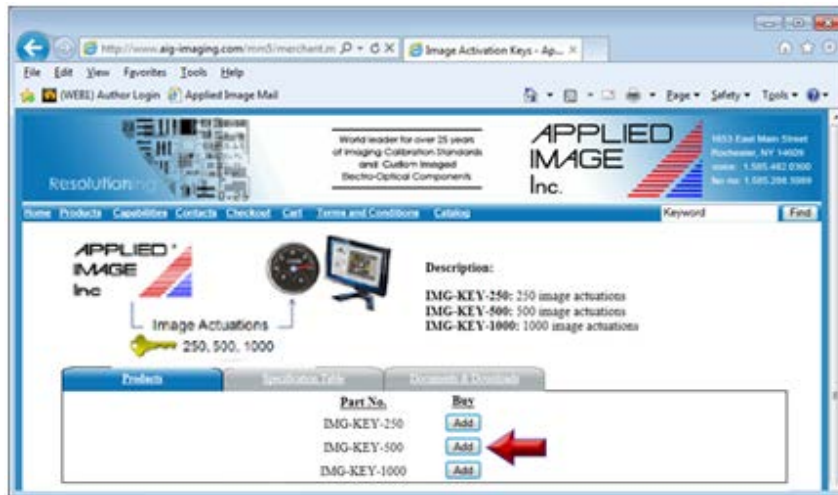 http://www.aig-imaging.com/mm5/merchant.m
Image Activation Keys - Ap...
File Edit View Favorites Tools Help
(WEB1) Author Login Applied Image Mail
Page Safety Tools
Resolution
World leader for over 25 years
of Imaging Calibration Standards
and Custom Imaged
Electro-Optical Components
APPLIED
IMAGE
Inc.
1653 East Main Street
Rochester, NY 14609
Home Products Capabilities Contacts Checkout Cart Terms and Conditions Catalog
Keyword
Find
APPLIED
IMAGE
Inc
Image Actuations
250, 500, 1000
Description:
IMG-KEY-250: 250 image actuations
IMG-KEY-500: 500 image actuations
IMG-KEY-1000: 1000 image actuations
Products Specification Table Documents & Downloads
Part No. Buy
IMG-KEY-250 Add
IMG-KEY-500 Add
IMG-KEY-1000 Add